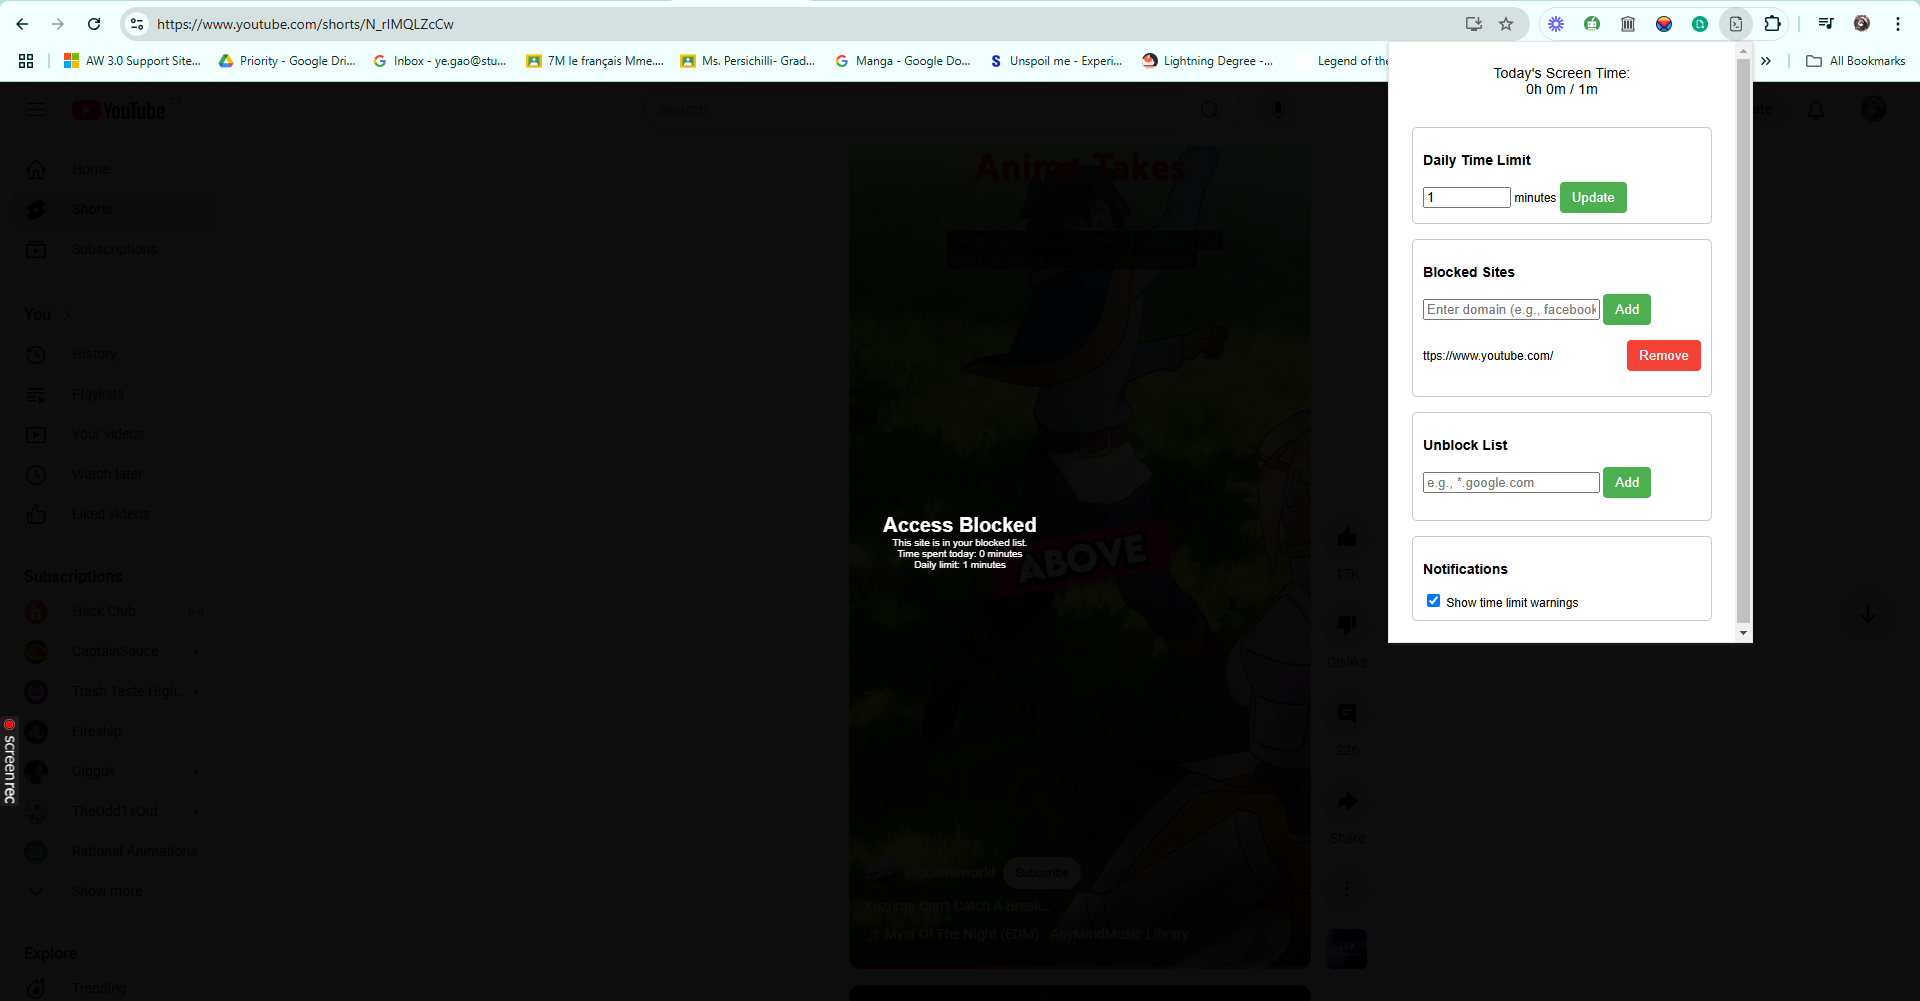 https://www.youtube.com/shorts/N_rIMQLZcCw
AW 3.0 Support Site...
Priority - Google Dri...
Inbox - ye.gao@stu...
7M le français Mme....
Ms. Persichilli- Grad...
Manga - Google Do...
Unspoil me - Experi...
Lightning Degree -...
Legend of the
All Bookmarks
Today's Screen Time:
0h 0m / 1m
Daily Time Limit
1 minutes Update
Blocked Sites
Enter domain (e.g., facebook Add
ttps://www.youtube.com/ Remove
Unblock List
e.g., *.google.com Add
Notifications
Show time limit warnings
YouTube CA
Search
Home
Shorts
Subscriptions
You
History
Playlists
Your videos
Watch later
Liked videos
Subscriptions
Hack Club
CaptainSauce
Trash Taste High...
Fireship
Gigguk
TheOdd1sOut
Rational Animations
Show more
Explore
Trending
Anime Takes
Access Blocked
This site is in your blocked list.
Time spent today: 0 minutes
Daily limit: 1 minutes
ABOVE
Subscribe
Kazuma Can't Catch A Break...
Myst Of The Night (EDM) - AnyMindMusic Library
17K
Dislike
226
Share
screenrec